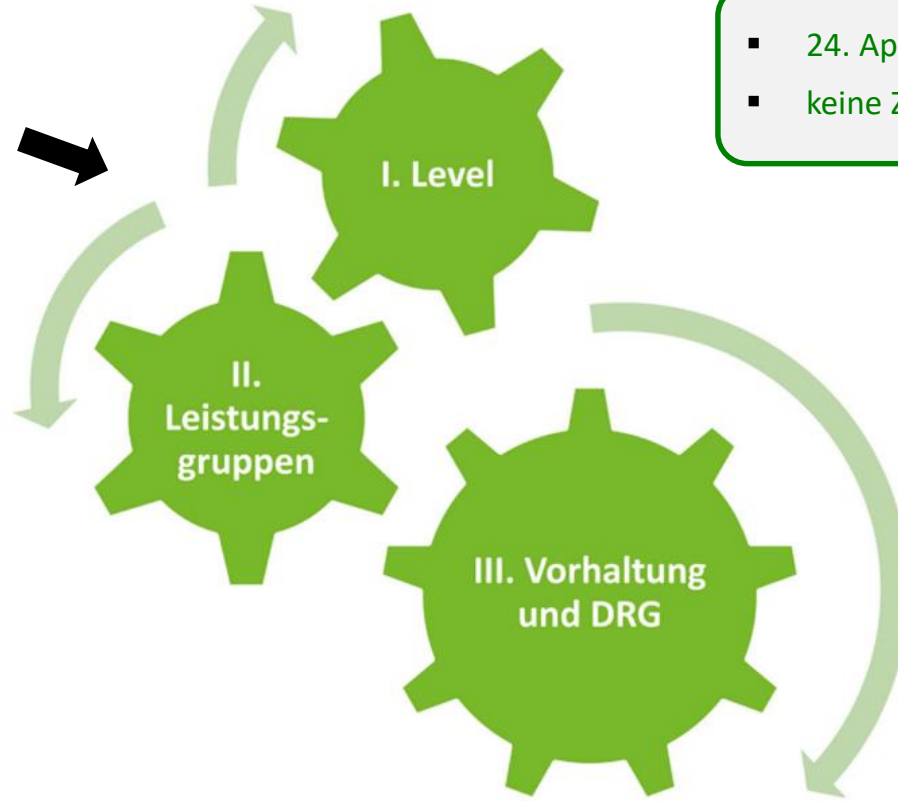 24. Ap
keine Z
I. Level
II.
Leistungs-
gruppen
III. Vorhaltung
und DRG